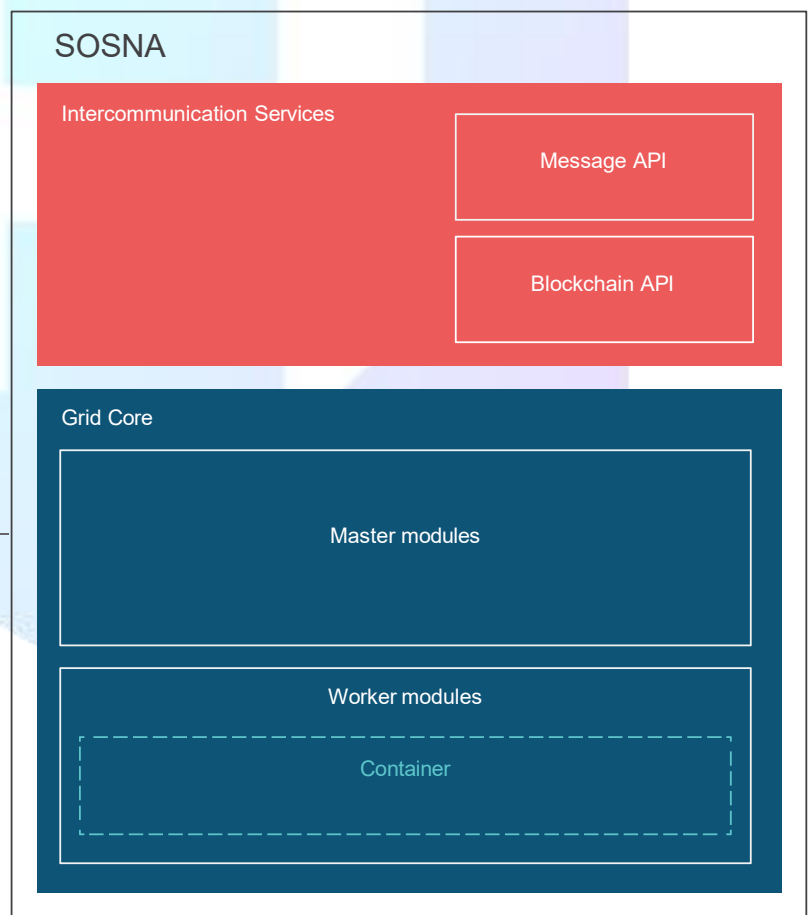 SOSNA
Intercommunication Services
Message API
Blockchain API
Grid Core
Master modules
Worker modules
Container